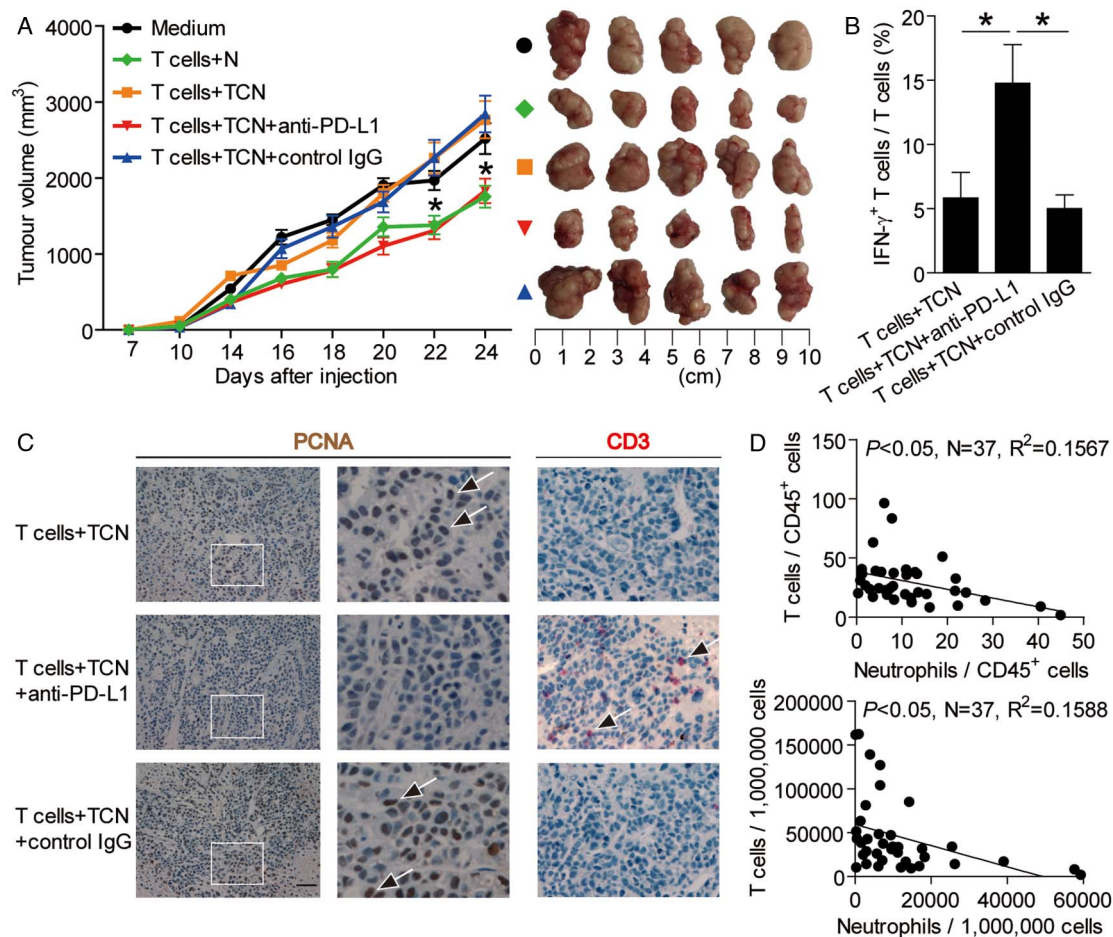 A
Tumour volume (mm3)
4000
3000
2000
1000
0
7 10 14 16 18 20 22 24
Days after injection
Medium
T cells+N
T cells+TCN
T cells+TCN+anti-PD-L1
T cells+TCN+control IgG
*
*
0 1 2 3 4 5 6 7 8 9 10
(cm)
B
IFN-γ+ T cells / T cells (%)
20
15
10
5
0
* *
T cells+TCN
T cells+TCN+anti-PD-L1
T cells+TCN+control IgG
C
PCNA CD3
T cells+TCN
T cells+TCN
+anti-PD-L1
T cells+TCN
+control IgG
D
T cells / CD45+ cells
150
100
50
0
P<0.05, N=37, R2=0.1567
0 10 20 30 40 50
Neutrophils / CD45+ cells
T cells / 1,000,000 cells
200000
150000
100000
50000
0
P<0.05, N=37, R2=0.1588
0 20000 40000 60000
Neutrophils / 1,000,000 cells